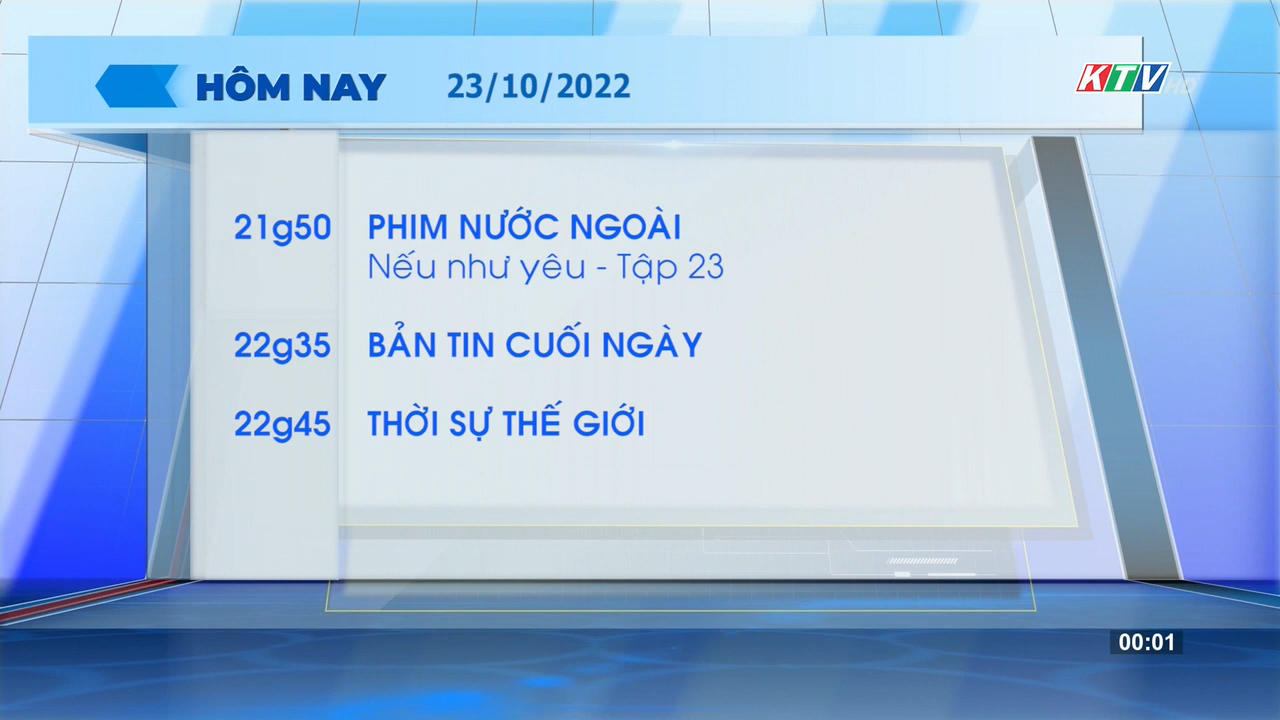 HÔM NAY 23/10/2022
KTV HD
21g50 PHIM NƯỚC NGOÀI
Nếu như yêu - Tập 23
22g35 BẢN TIN CUỐI NGÀY
22g45 THỜI SỰ THẾ GIỚI
00:01